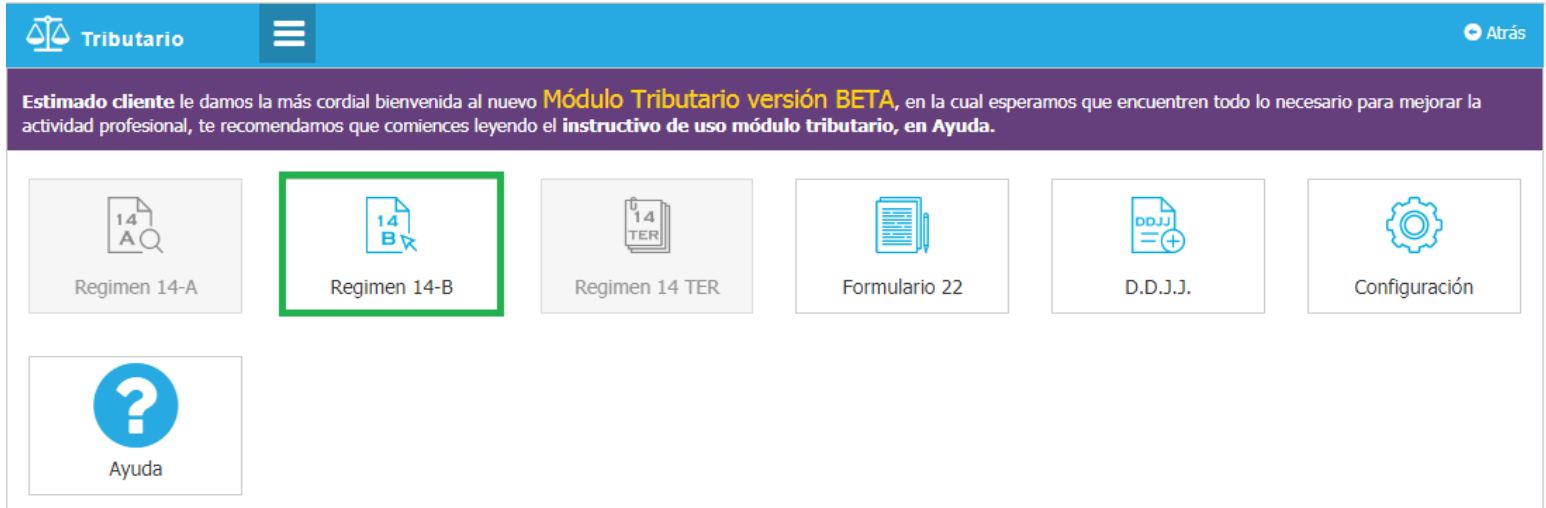 Tributario
Atrás
Estimado cliente le damos la más cordial bienvenida al nuevo Módulo Tributario versión BETA, en la cual esperamos que encuentren todo lo necesario para mejorar la
actividad profesional, te recomendamos que comiences leyendo el instructivo de uso módulo tributario, en Ayuda.
14
A
14
B
14
TER
DDJJ
Regimen 14-A
Regimen 14-B
Regimen 14 TER
Formulario 22
D.D.J.J.
Configuración
?
Ayuda